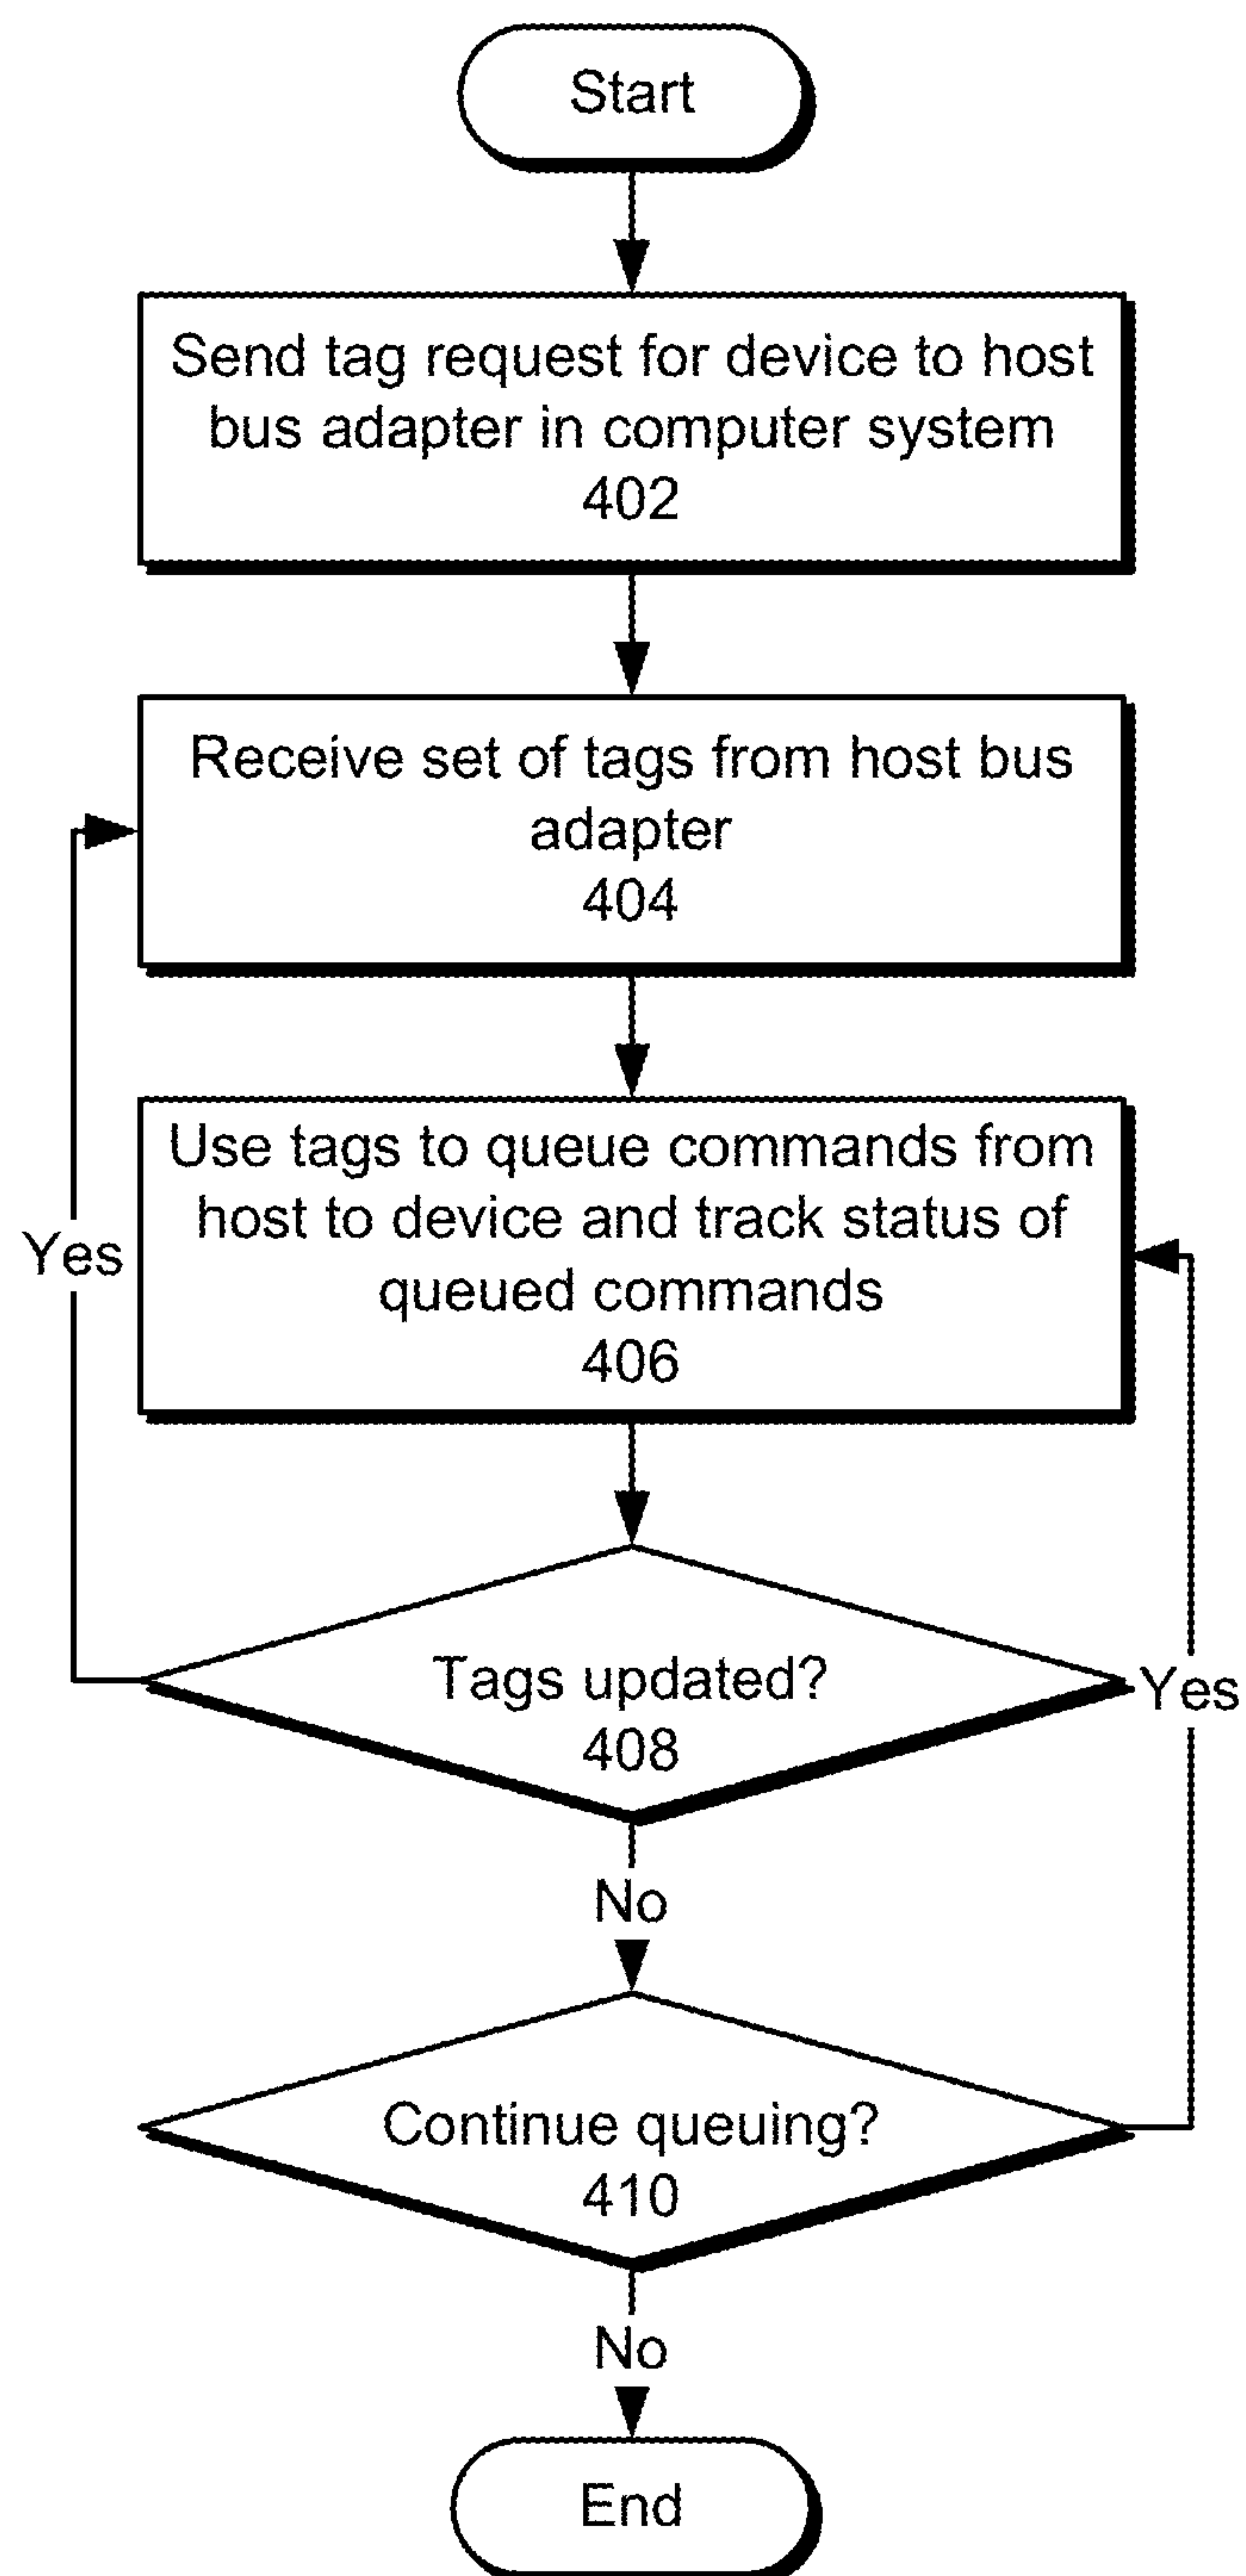 Start
Send tag request for device to host
bus adapter in computer system
402
Receive set of tags from host bus
adapter
404
Use tags to queue commands from
host to device and track status of
queued commands
406
Yes
Tags updated?
408
Yes
No
Continue queuing?
410
No
End